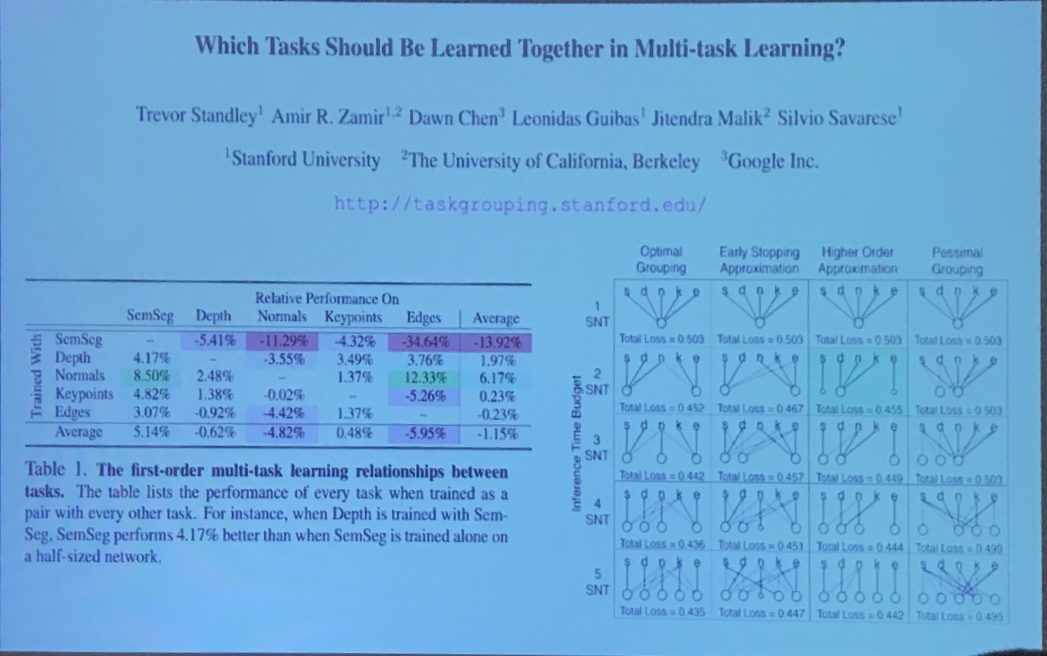 Which Tasks Should Be Learned Together in Multi-task Learning?
Trevor Standley¹ Amir R. Zamir¹,² Dawn Chen³ Leonidas Guibas¹ Jitendra Malik² Silvio Savarese¹
¹Stanford University ²The University of California, Berkeley ³Google Inc.
http://taskgrouping.stanford.edu/
Relative Performance On
SemSeg Depth Normals Keypoints Edges Average
Trained With
SemSeg – -5.41% -11.29% -4.32% -34.64% -13.92%
Depth 4.17% – -3.55% 3.49% 3.76% 1.97%
Normals 8.50% 2.48% – 1.37% 12.33% 6.17%
Keypoints 4.82% 1.38% -0.02% – -5.26% 0.23%
Edges 3.07% -0.92% -4.42% 1.37% – -0.23%
Average 5.14% -0.62% -4.82% 0.48% -5.95% -1.15%
Table 1. The first-order multi-task learning relationships between
tasks. The table lists the performance of every task when trained as a
pair with every other task. For instance, when Depth is trained with Sem-
Seg, SemSeg performs 4.17% better than when SemSeg is trained alone on
a half-sized network.
Optimal Early Stopping Higher Order Pessimal
Grouping Approximation Approximation Grouping
Inference Time Budget
1
SNT
s d n k e s d n k e s d n k e s d n k e
Total Loss = 0.503 Total Loss = 0.503 Total Loss = 0.503 Total Loss = 0.503
2
SNT
s d n k e s d n k e s d n k e s d n k e
Total Loss = 0.452 Total Loss = 0.467 Total Loss = 0.455 Total Loss = 0.503
3
SNT
s d n k e s d n k e s d n k e s d n k e
Total Loss = 0.442 Total Loss = 0.457 Total Loss = 0.449 Total Loss = 0.503
4
SNT
s d n k e s d n k e s d n k e s d n k e
Total Loss = 0.436 Total Loss = 0.451 Total Loss = 0.444 Total Loss = 0.499
5
SNT
s d n k e s d n k e s d n k e s d n k e
Total Loss = 0.435 Total Loss = 0.447 Total Loss = 0.442 Total Loss = 0.495